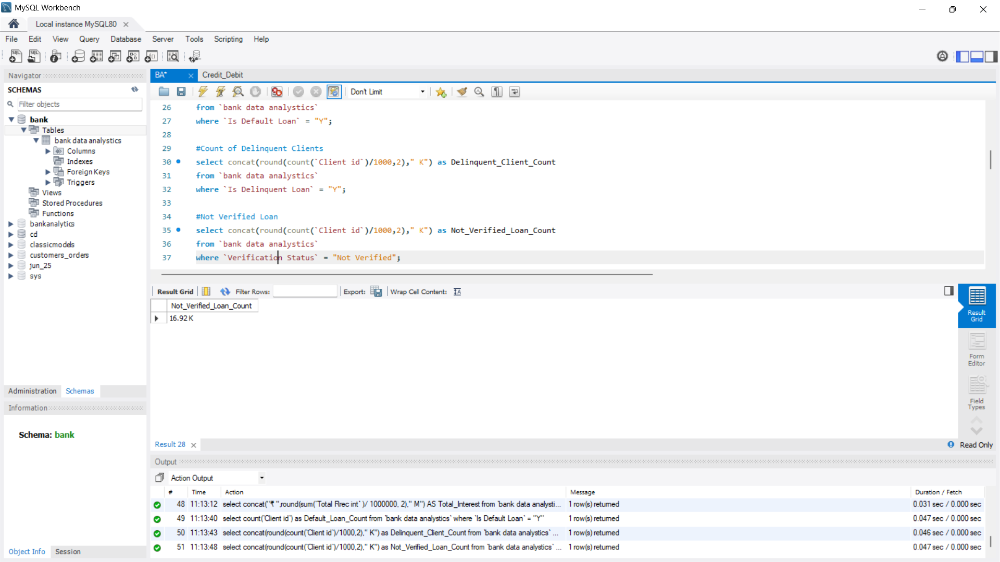 MySQL Workbench
Local instance MySQL80
File Edit View Query Database Server Tools Scripting Help
Navigator
SCHEMAS
Filter objects
bank
Tables
bank data analystics
Columns
Indexes
Foreign Keys
Triggers
Views
Stored Procedures
Functions
bankanalytics
cd
classicmodels
customers_orders
jun_25
sys
Administration Schemas
Information
Schema: bank
Object Info Session
BA* Credit_Debit
Don't Limit
26 from `bank data analystics`
27 where `Is Default Loan` = "Y";
28
29 #Count of Delinquent Clients
30 select concat(round(count(`Client id`)/1000,2)," K") as Delinquent_Client_Count
31 from `bank data analystics`
32 where `Is Delinquent Loan` = "Y";
33
34 #Not Verified Loan
35 select concat(round(count(`Client id`)/1000,2)," K") as Not_Verified_Loan_Count
36 from `bank data analystics`
37 where `Verification Status` = "Not Verified";
Result Grid Filter Rows: Export: Wrap Cell Content:
Not_Verified_Loan_Count
16.92 K
Result Grid
Form Editor
Field Types
Result 28
Read Only
Output
Action Output
# Time Action Message Duration / Fetch
48 11:13:12 select concat("₹ ",round(sum(`Total Rrec int` )/ 1000000, 2)," M") AS Total_Interest from `bank data analysti... 1 row(s) returned 0.031 sec / 0.000 sec
49 11:13:40 select count(`Client id`) as Default_Loan_Count from `bank data analystics` where `Is Default Loan` = "Y" 1 row(s) returned 0.047 sec / 0.000 sec
50 11:13:43 select concat(round(count(`Client id`)/1000,2)," K") as Delinquent_Client_Count from `bank data analystics` ... 1 row(s) returned 0.046 sec / 0.000 sec
51 11:13:48 select concat(round(count(`Client id`)/1000,2)," K") as Not_Verified_Loan_Count from `bank data analystics` ... 1 row(s) returned 0.047 sec / 0.000 sec